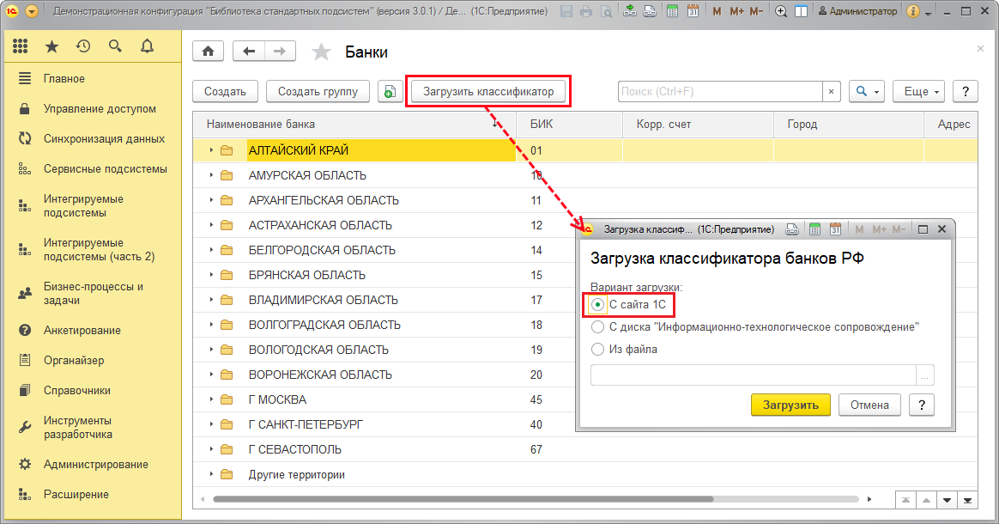 Демонстрационная конфигурация "Библиотека стандартных подсистем" (версия 3.0.1) / Де... (1С:Предприятие)
31
M M+ M-
Администратор
i
Главное
Управление доступом
Синхронизация данных
Сервисные подсистемы
Интегрируемые
подсистемы
Интегрируемые
подсистемы (часть 2)
Бизнес-процессы и
задачи
Анкетирование
Органайзер
Справочники
Инструменты
разработчика
Администрирование
Расширение
Банки
Создать
Создать группу
Загрузить классификатор
Поиск (Ctrl+F)
×
Еще
?
Наименование банка
БИК
Корр. счет
Город
Адрес
АЛТАЙСКИЙ КРАЙ 01
АМУРСКАЯ ОБЛАСТЬ 10
АРХАНГЕЛЬСКАЯ ОБЛАСТЬ 11
АСТРАХАНСКАЯ ОБЛАСТЬ 12
БЕЛГОРОДСКАЯ ОБЛАСТЬ 14
БРЯНСКАЯ ОБЛАСТЬ 15
ВЛАДИМИРСКАЯ ОБЛАСТЬ 17
ВОЛГОГРАДСКАЯ ОБЛАСТЬ 18
ВОЛОГОДСКАЯ ОБЛАСТЬ 19
ВОРОНЕЖСКАЯ ОБЛАСТЬ 20
Г МОСКВА 45
Г САНКТ-ПЕТЕРБУРГ 40
Г СЕВАСТОПОЛЬ 67
Другие территории
Загрузка классиф... (1С:Предприятие)
31
M M+ M-
Загрузка классификатора банков РФ
Вариант загрузки:
С сайта 1С
С диска "Информационно-технологическое сопровождение"
Из файла
...
Загрузить
Отмена
?